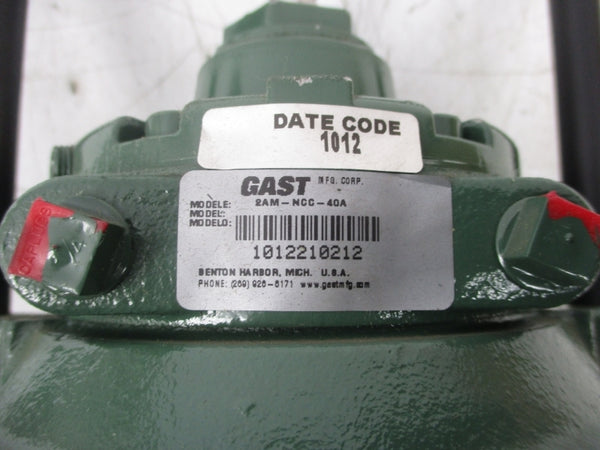 DATE CODE
1012
GAST MFG. CORP.
MODELE: 2AM-NCC-40A
MODEL:
MODELO:
1012210212
BENTON HARBOR, MICH. U.S.A.
PHONE: (269) 926-6171 www.gastmfg.com